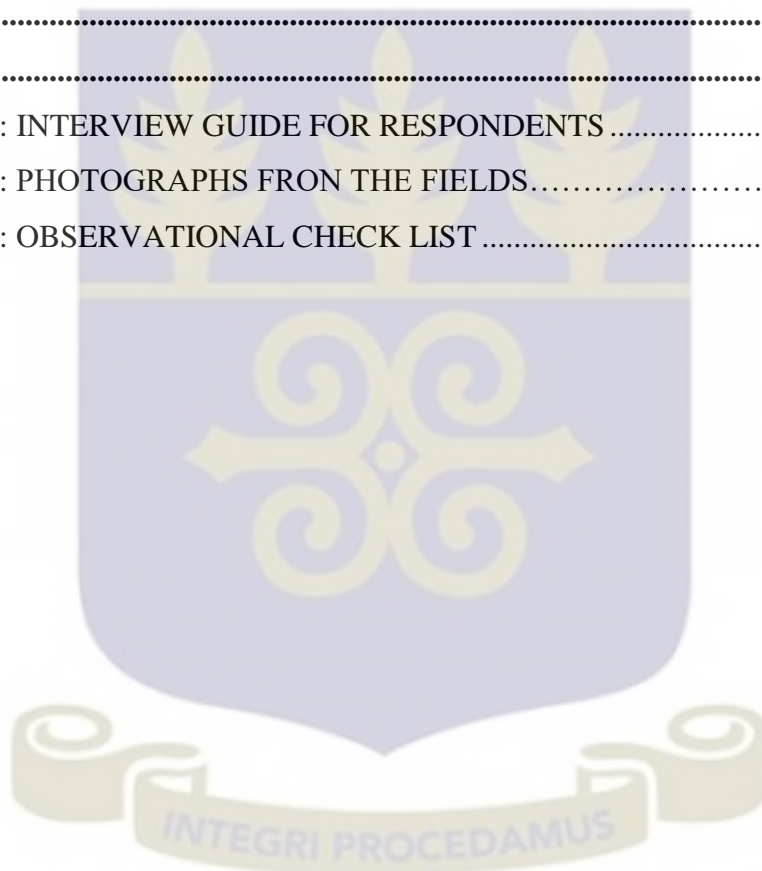 ................................................................................................
................................................................................................
: INTERVIEW GUIDE FOR RESPONDENTS ...................
: PHOTOGRAPHS FRON THE FIELDS.....................
: OBSERVATIONAL CHECK LIST ...................................
INTEGRI PROCEDAMUS